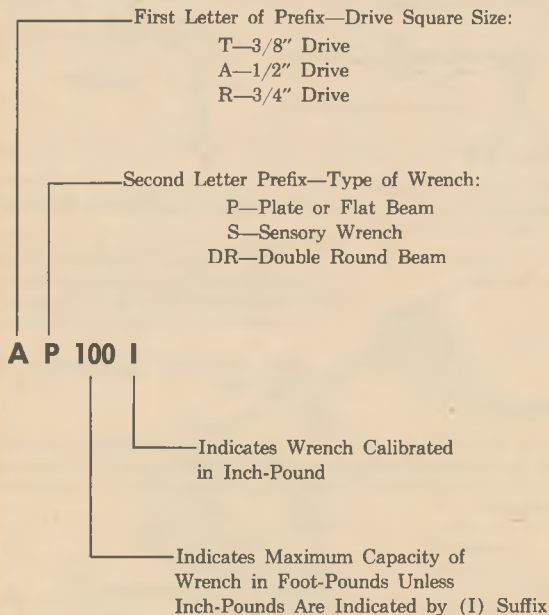 First Letter of Prefix—Drive Square Size:
T—3/8″ Drive
A—1/2″ Drive
R—3/4″ Drive
Second Letter Prefix—Type of Wrench:
P—Plate or Flat Beam
S—Sensory Wrench
DR—Double Round Beam
A P 100 I
Indicates Wrench Calibrated
in Inch-Pound
Indicates Maximum Capacity of
Wrench in Foot-Pounds Unless
Inch-Pounds Are Indicated by (I) Suffix